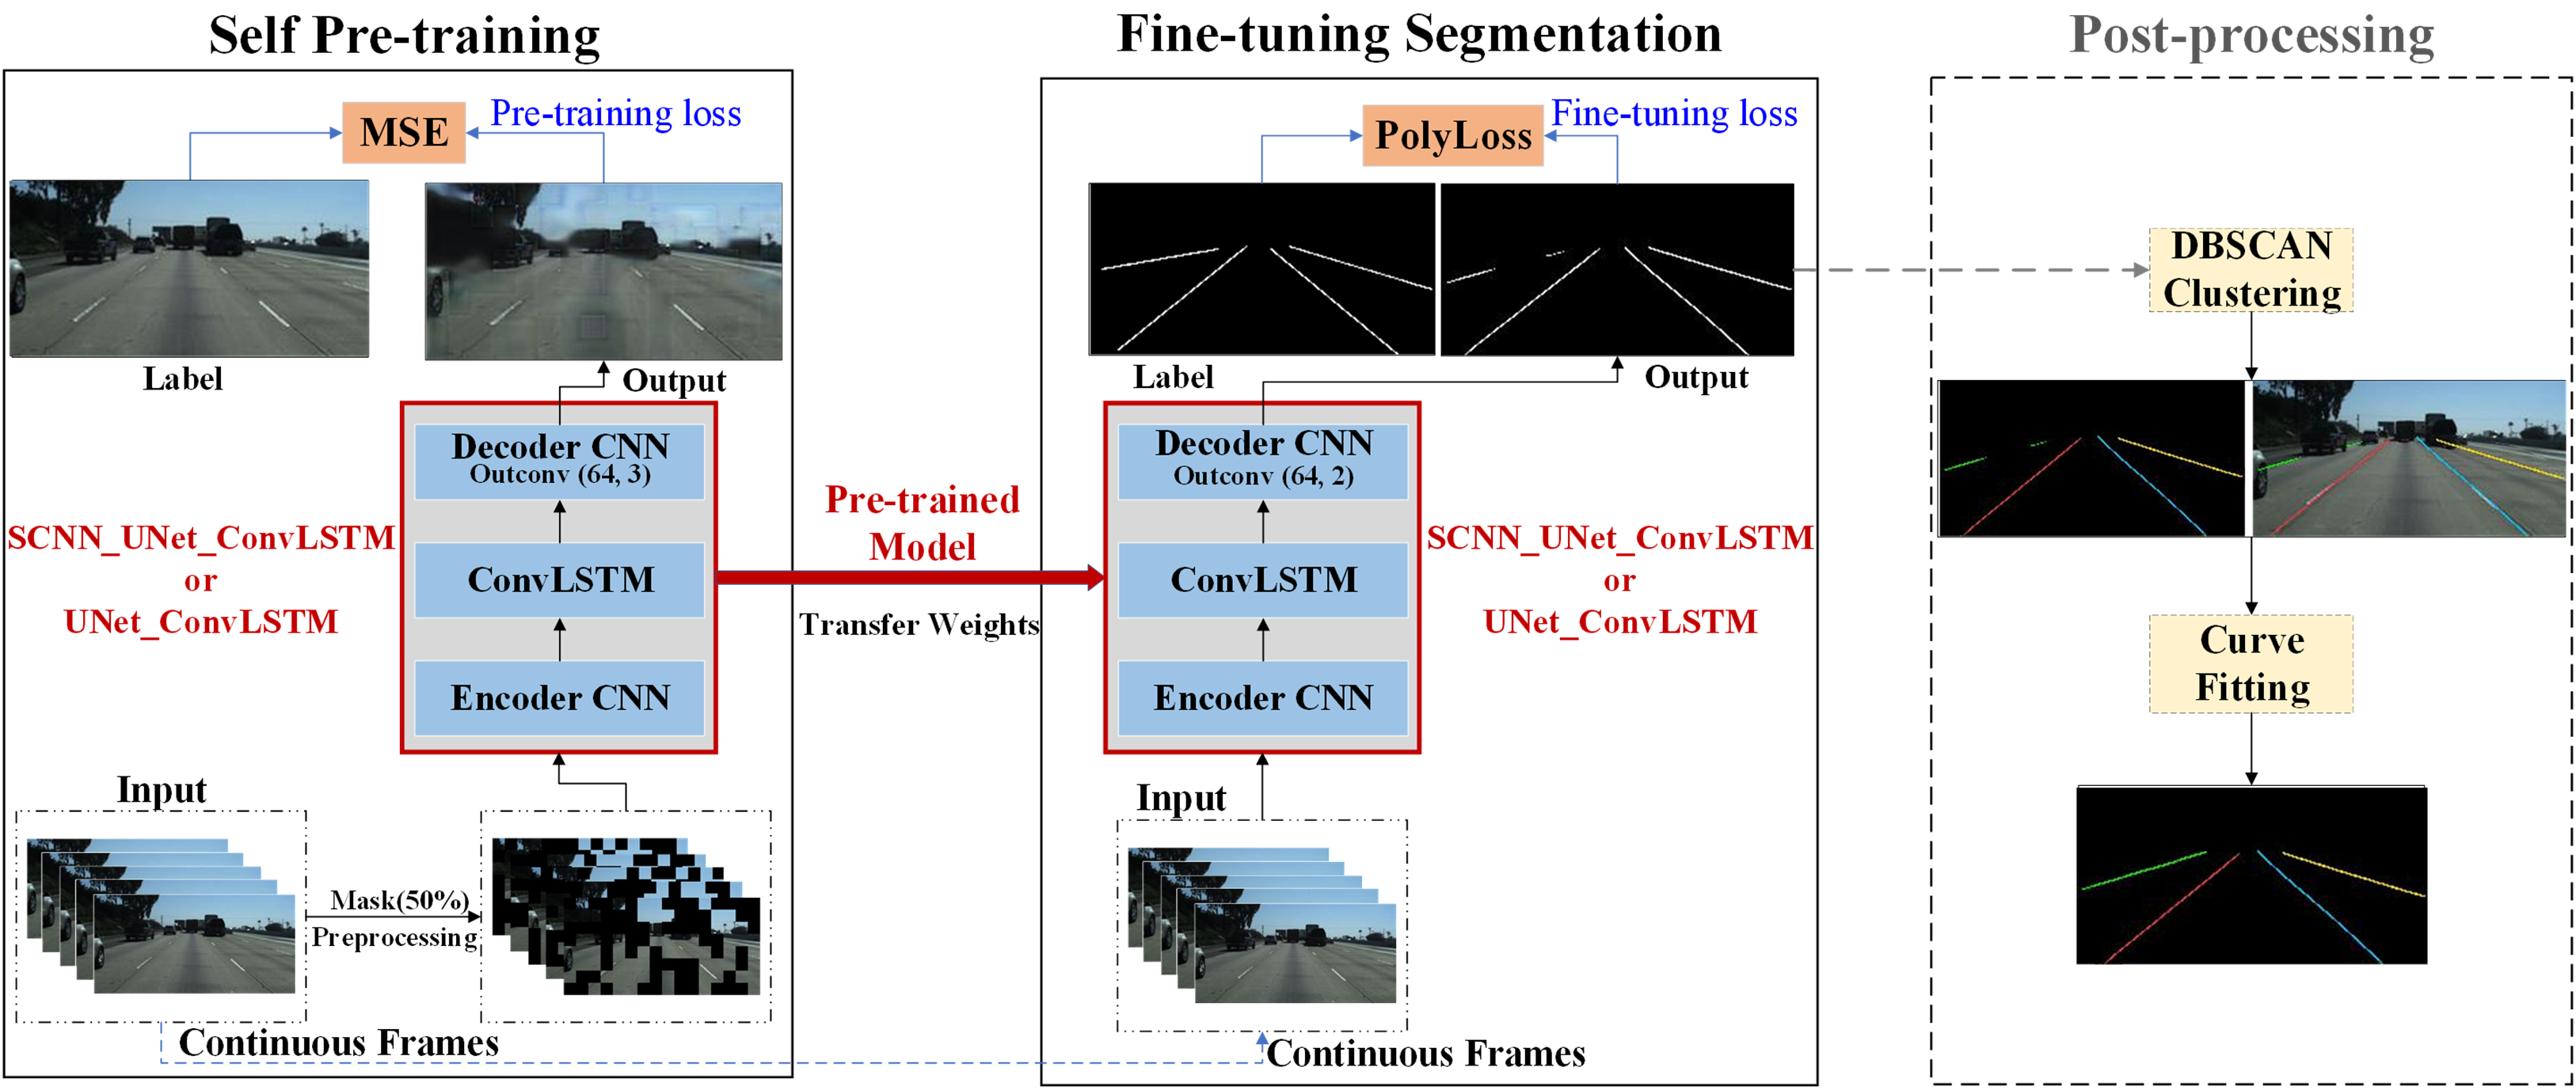 Self Pre-training
MSE
Pre-training loss
Label
Output
Decoder CNN
Outconv (64, 3)
ConvLSTM
Encoder CNN
SCNN_UNet_ConvLSTM
or
UNet_ConvLSTM
Input
Mask(50%)
Preprocessing
Continuous Frames
Pre-trained
Model
Transfer Weights
Fine-tuning Segmentation
PolyLoss
Fine-tuning loss
Label
Output
Decoder CNN
Outconv (64, 2)
ConvLSTM
Encoder CNN
SCNN_UNet_ConvLSTM
or
UNet_ConvLSTM
Input
Continuous Frames
Post-processing
DBSCAN
Clustering
Curve
Fitting